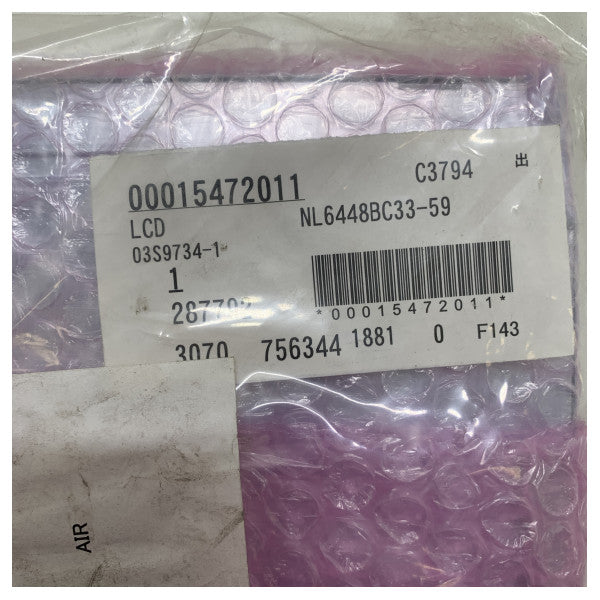 00015472011 C3794 出
LCD NL6448BC33-59
03S9734-1
1
*00015472011*
3070 756344 1881 0 F143
AIR